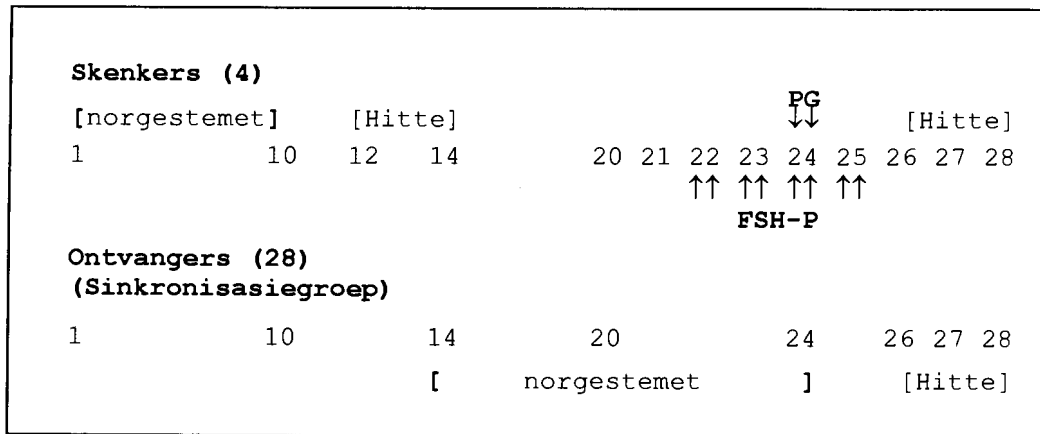 Skenkers (4)
PG
↓↓
[norgestemet] [Hitte] [Hitte]
1 10 12 14 20 21 22 23 24 25 26 27 28
↑↑ ↑↑ ↑↑ ↑↑
FSH-P
Ontvangers (28)
(Sinkronisasiegroep)
1 10 14 20 24 26 27 28
[ norgestemet ] [Hitte]